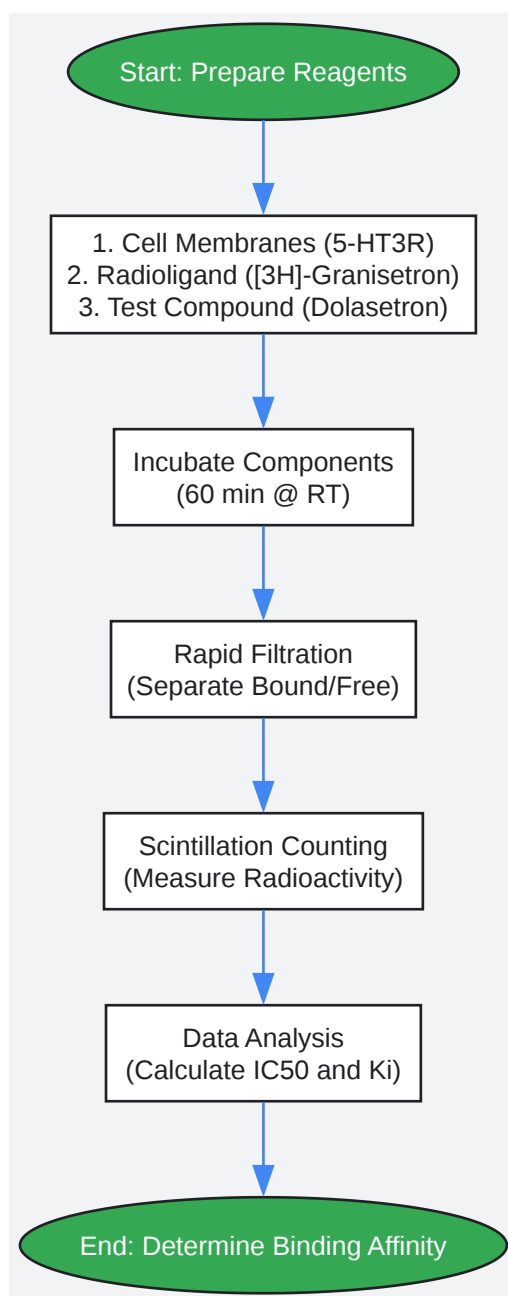 Start: Prepare Reagents
1. Cell Membranes (5-HT3R)
2. Radioligand ([3H]-Granisetron)
3. Test Compound (Dolasetron)
Incubate Components
(60 min @ RT)
Rapid Filtration
(Separate Bound/Free)
Scintillation Counting
(Measure Radioactivity)
Data Analysis
(Calculate IC50 and Ki)
End: Determine Binding Affinity